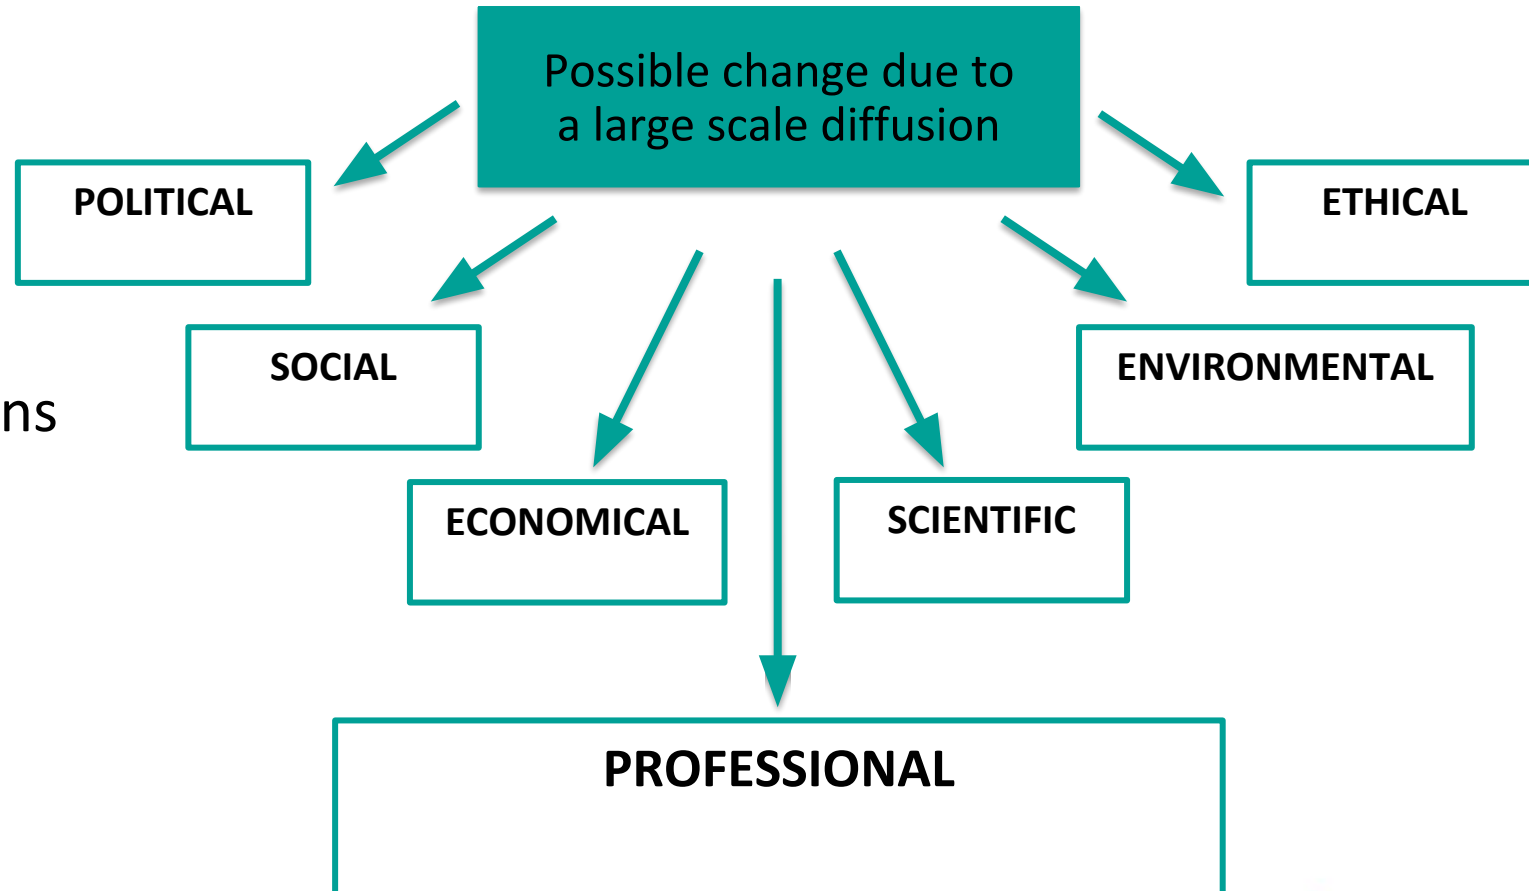 Possible change due to
a large scale diffusion
POLITICAL
ETHICAL
SOCIAL
ENVIRONMENTAL
ns
ECONOMICAL
SCIENTIFIC
PROFESSIONAL